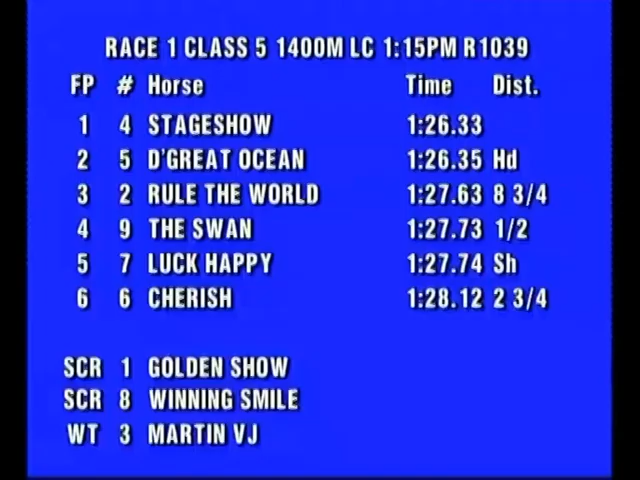 RACE 1 CLASS 5 1400M LC 1:15PM R1039
FP # Horse Time Dist.
1 4 STAGESHOW 1:26.33
2 5 D'GREAT OCEAN 1:26.35 Hd
3 2 RULE THE WORLD 1:27.63 8 3/4
4 9 THE SWAN 1:27.73 1/2
5 7 LUCK HAPPY 1:27.74 Sh
6 6 CHERISH 1:28.12 2 3/4
SCR 1 GOLDEN SHOW
SCR 8 WINNING SMILE
WT 3 MARTIN VJ